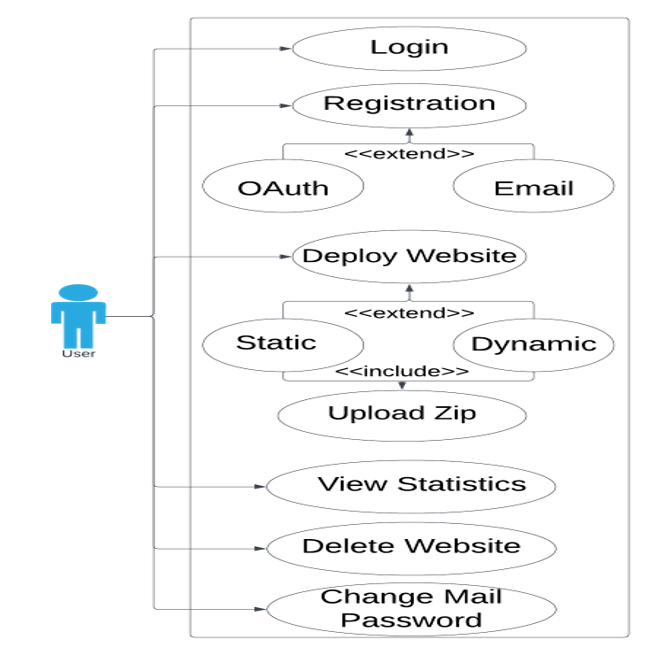 Login
Registration
<<extend>>
OAuth
Email
Deploy Website
<<extend>>
User
Static
Dynamic
<<include>>
Upload Zip
View Statistics
Delete Website
Change Mail
Password